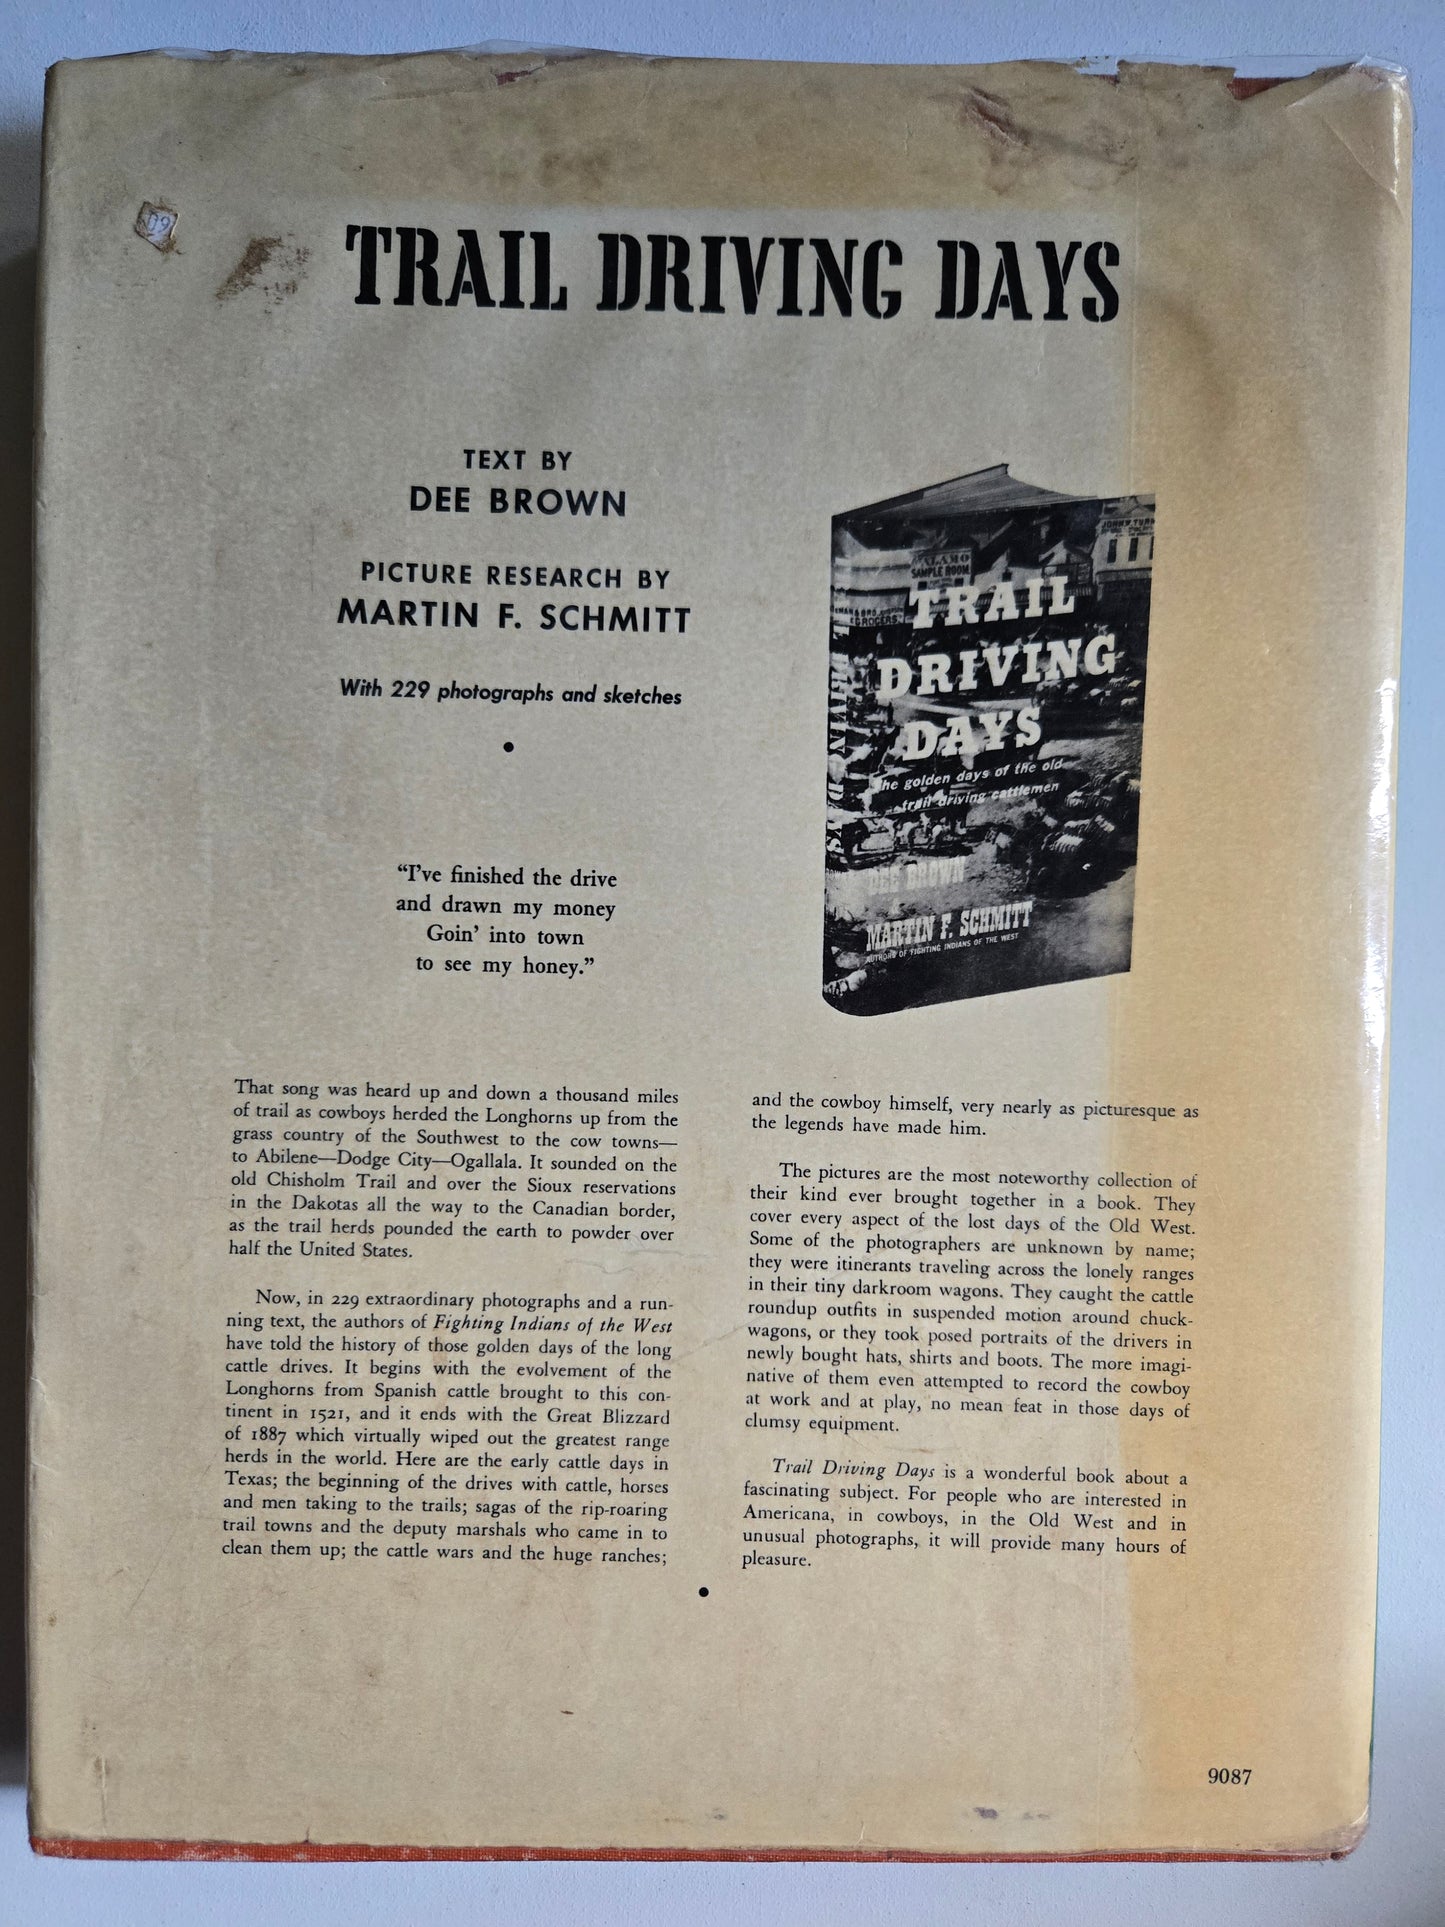 60
TRAIL DRIVING DAYS
TEXT BY
DEE BROWN
PICTURE RESEARCH BY
MARTIN F. SCHMITT
With 229 photographs and sketches
•
ALAMO
SAMPLE ROOM
GROCERS
TRAIL
DRIVING
DAYS
the golden days of the old
trail driving cattlemen
DEE BROWN
MARTIN F. SCHMITT
AUTHORS OF FIGHTING INDIANS OF THE WEST
“I’ve finished the drive
and drawn my money
Goin’ into town
to see my honey.”
That song was heard up and down a thousand miles
of trail as cowboys herded the Longhorns up from the
grass country of the Southwest to the cow towns—
to Abilene—Dodge City—Ogallala. It sounded on the
old Chisholm Trail and over the Sioux reservations
in the Dakotas all the way to the Canadian border,
as the trail herds pounded the earth to powder over
half the United States.
Now, in 229 extraordinary photographs and a run-
ning text, the authors of Fighting Indians of the West
have told the history of those golden days of the long
cattle drives. It begins with the evolvement of the
Longhorns from Spanish cattle brought to this con-
tinent in 1521, and it ends with the Great Blizzard
of 1887 which virtually wiped out the greatest range
herds in the world. Here are the early cattle days in
Texas; the beginning of the drives with cattle, horses
and men taking to the trails; sagas of the rip-roaring
trail towns and the deputy marshals who came in to
clean them up; the cattle wars and the huge ranches;
and the cowboy himself, very nearly as picturesque as
the legends have made him.
The pictures are the most noteworthy collection of
their kind ever brought together in a book. They
cover every aspect of the lost days of the Old West.
Some of the photographers are unknown by name;
they were itinerants traveling across the lonely ranges
in their tiny darkroom wagons. They caught the cattle
roundup outfits in suspended motion around chuck-
wagons, or they took posed portraits of the drivers in
newly bought hats, shirts and boots. The more imagi-
native of them even attempted to record the cowboy
at work and at play, no mean feat in those days of
clumsy equipment.
Trail Driving Days is a wonderful book about a
fascinating subject. For people who are interested in
Americana, in cowboys, in the Old West and in
unusual photographs, it will provide many hours of
pleasure.
•
9087